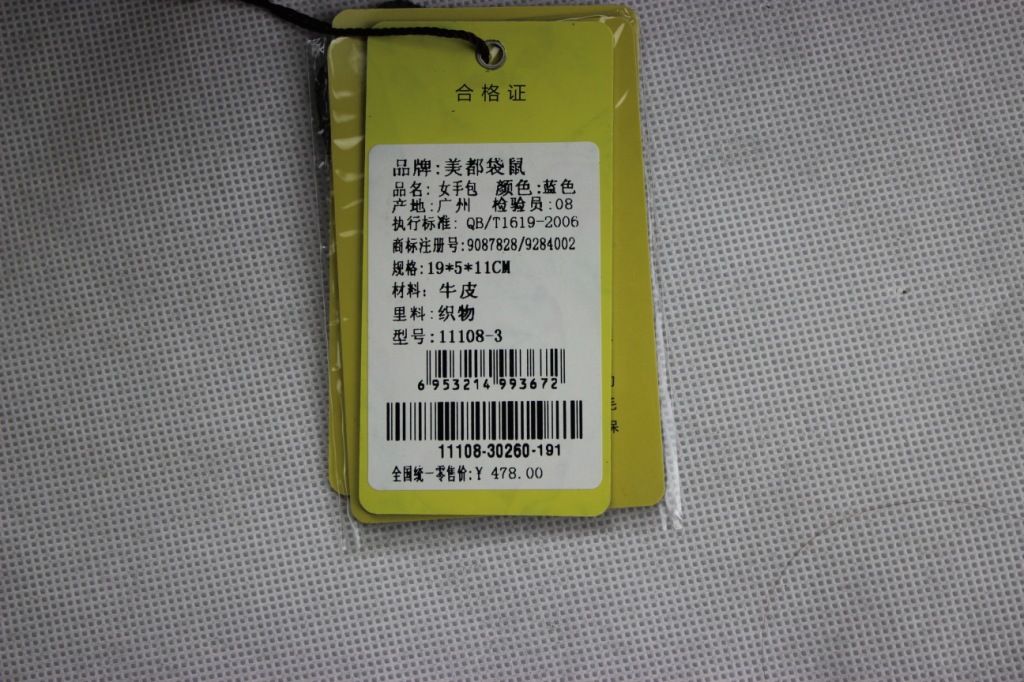 合格证
品牌:美都袋鼠
品名: 女手包 颜色:蓝色
产地:广州 检验员:08
执行标准: QB/T1619-2006
商标注册号:9087828/9284002
规格:19*5*11CM
材料: 牛皮
里料:织物
型号:11108-3
6 953214 993672
11108-30260-191
全国统一零售价:¥ 478.00
毛
保